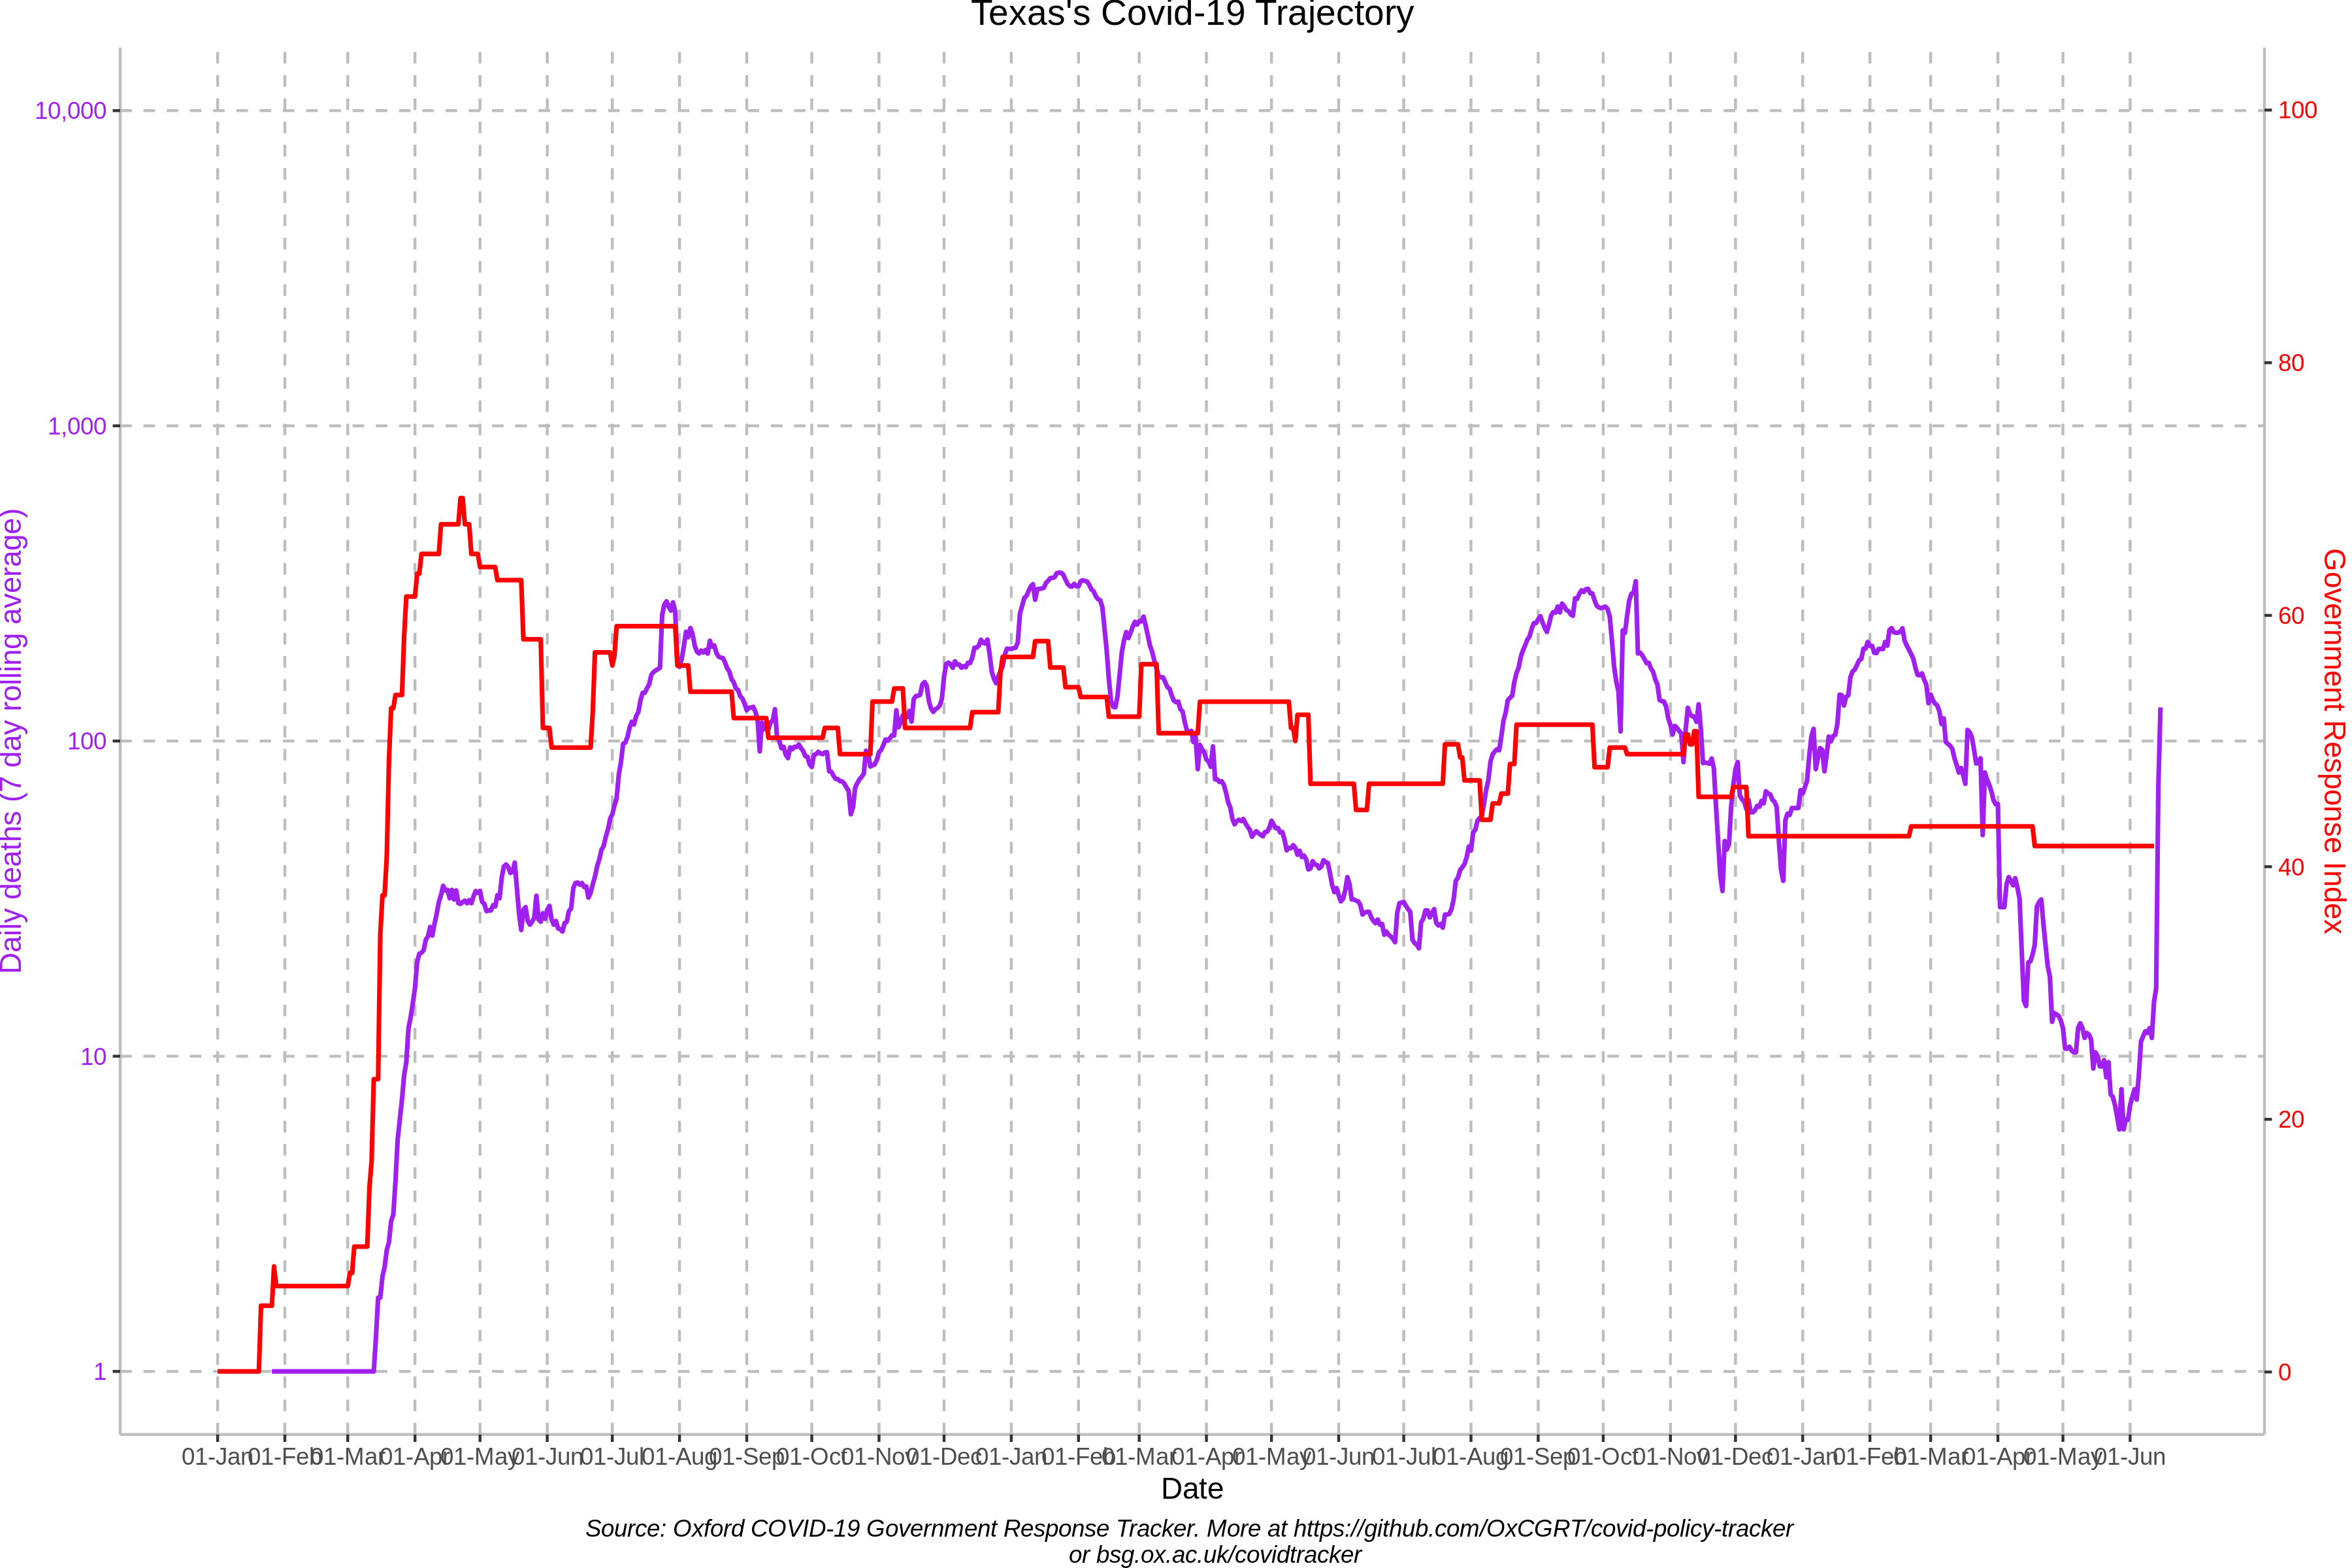 Texas's Covid-19 Trajectory
10,000
1,000
100
10
1
Daily deaths (7 day rolling average)
100
80
60
40
20
0
Government Response Index
01-Jan 01-Feb 01-Mar 01-Apr 01-May 01-Jun 01-Jul 01-Aug 01-Sep 01-Oct 01-Nov 01-Dec 01-Jan 01-Feb 01-Mar 01-Apr 01-May 01-Jun 01-Jul 01-Aug 01-Sep 01-Oct 01-Nov 01-Dec 01-Jan 01-Feb 01-Mar 01-Apr 01-May 01-Jun
Date
Source: Oxford COVID-19 Government Response Tracker. More at https://github.com/OxCGRT/covid-policy-tracker
or bsg.ox.ac.uk/covidtracker